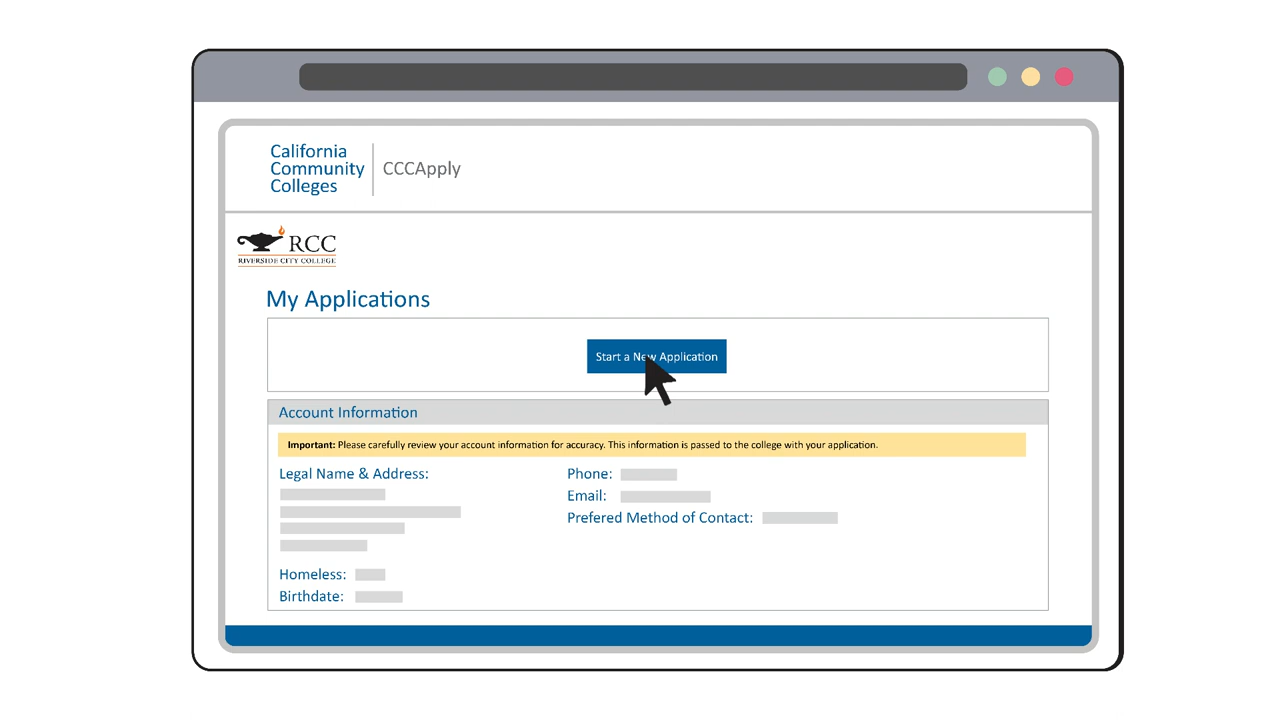 California
Community
Colleges
CCCApply
RCC
RIVERSIDE CITY COLLEGE
My Applications
Start a New Application
Account Information
Important: Please carefully review your account information for accuracy. This information is passed to the college with your application.
Legal Name & Address:
Phone:
Email:
Prefered Method of Contact:
Homeless:
Birthdate: